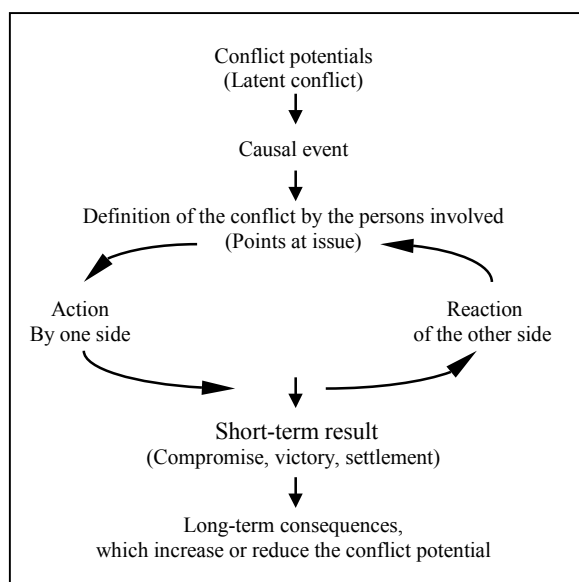 Conflict potentials
(Latent conflict)
Causal event
Definition of the conflict by the persons involved
(Points at issue)
Action
By one side
Reaction
of the other side
Short-term result
(Compromise, victory, settlement)
Long-term consequences,
which increase or reduce the conflict potential